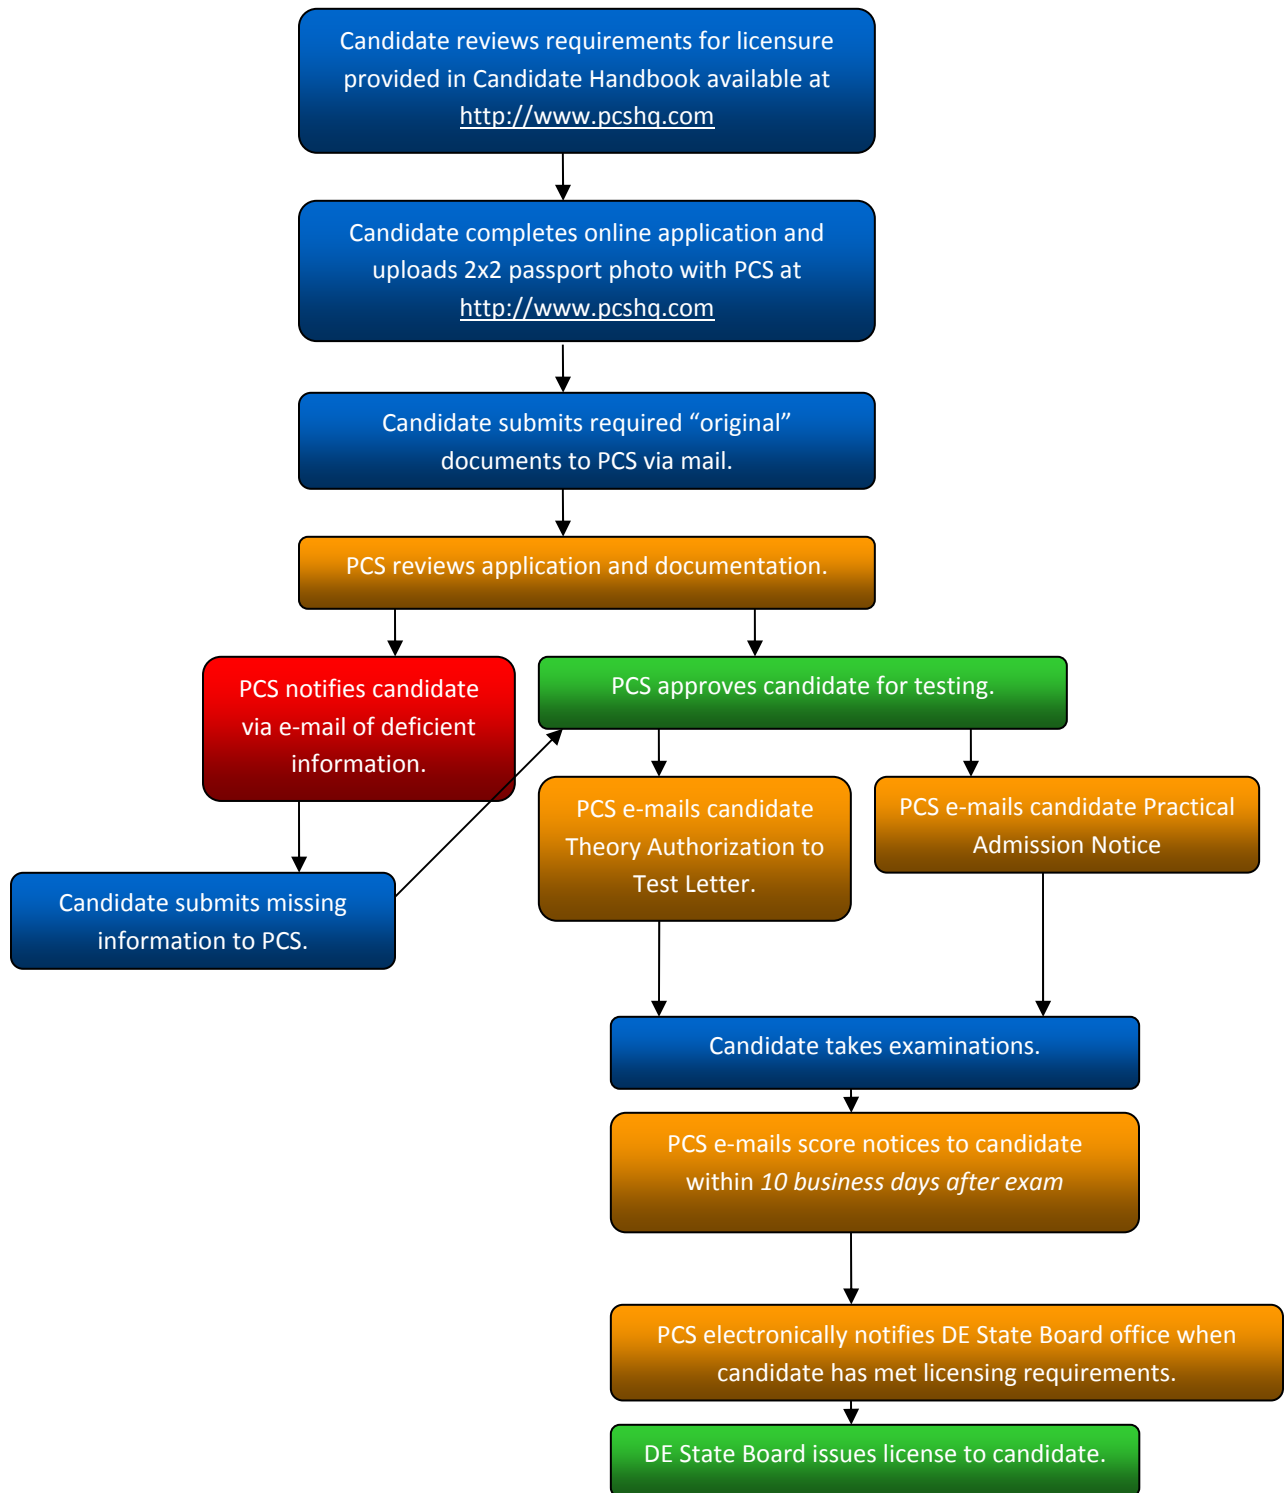 Candidate reviews requirements for licensure
provided in Candidate Handbook available at
http://www.pcshq.com
Candidate completes online application and
uploads 2x2 passport photo with PCS at
http://www.pcshq.com
Candidate submits required “original”
documents to PCS via mail.
PCS reviews application and documentation.
PCS notifies candidate
via e-mail of deficient
information.
PCS approves candidate for testing.
PCS e-mails candidate
Theory Authorization to
Test Letter.
PCS e-mails candidate Practical
Admission Notice
Candidate submits missing
information to PCS.
Candidate takes examinations.
PCS e-mails score notices to candidate
within 10 business days after exam
PCS electronically notifies DE State Board office when
candidate has met licensing requirements.
DE State Board issues license to candidate.